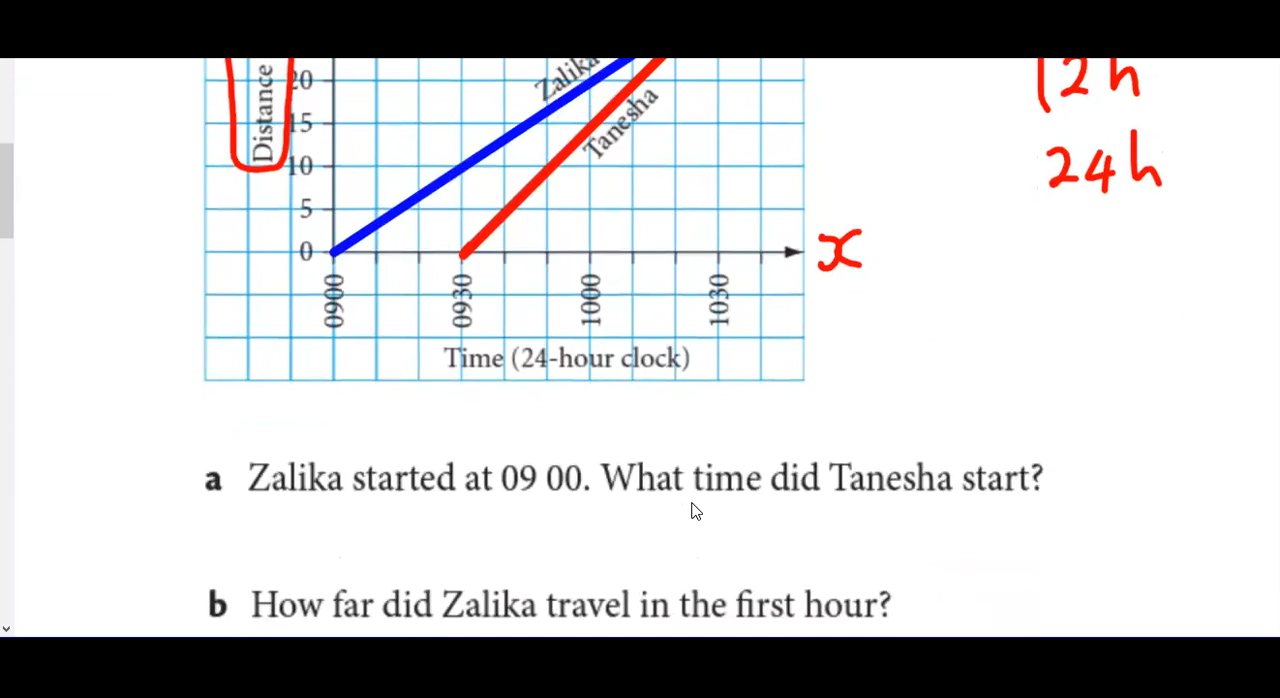 12h
24h
20
15
10
5
0
Distance
Zalika
Tanesha
x
0900
0930
1000
1030
Time (24-hour clock)
a Zalika started at 09 00. What time did Tanesha start?
b How far did Zalika travel in the first hour?